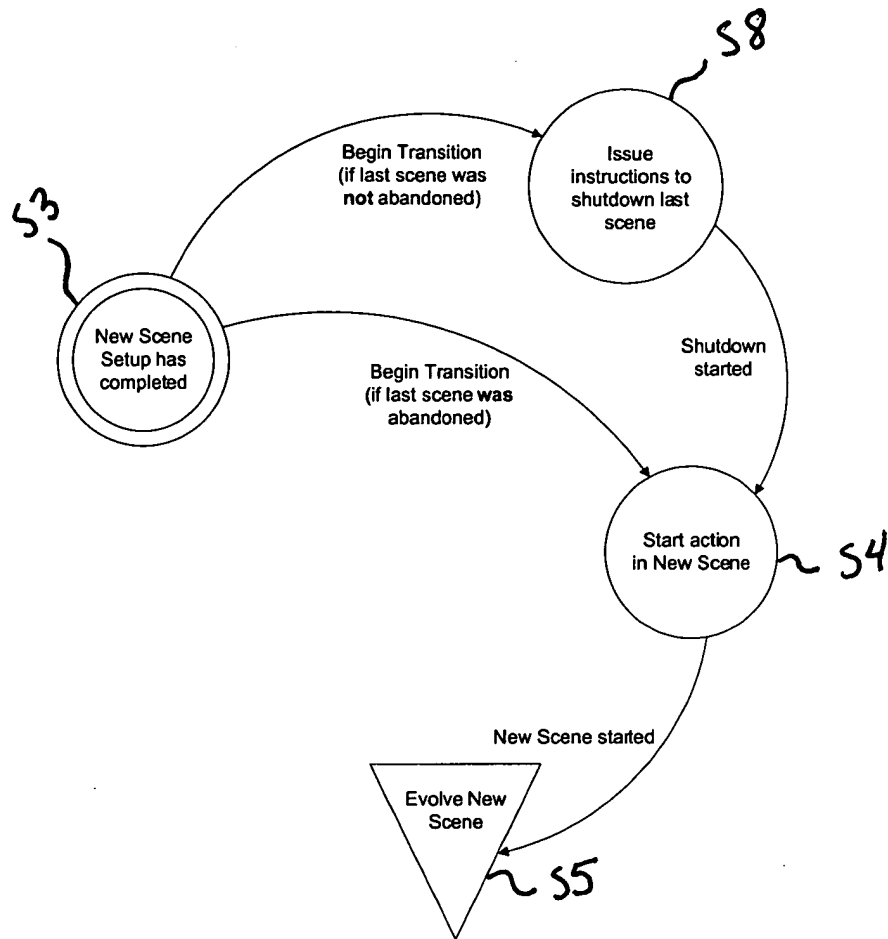 S8
Issue
instructions to
shutdown last
scene
Begin Transition
(if last scene was
not abandoned)
S3
New Scene
Setup has
completed
Shutdown
started
Begin Transition
(if last scene was
abandoned)
Start action
in New Scene
S4
New Scene started
Evolve New
Scene
S5